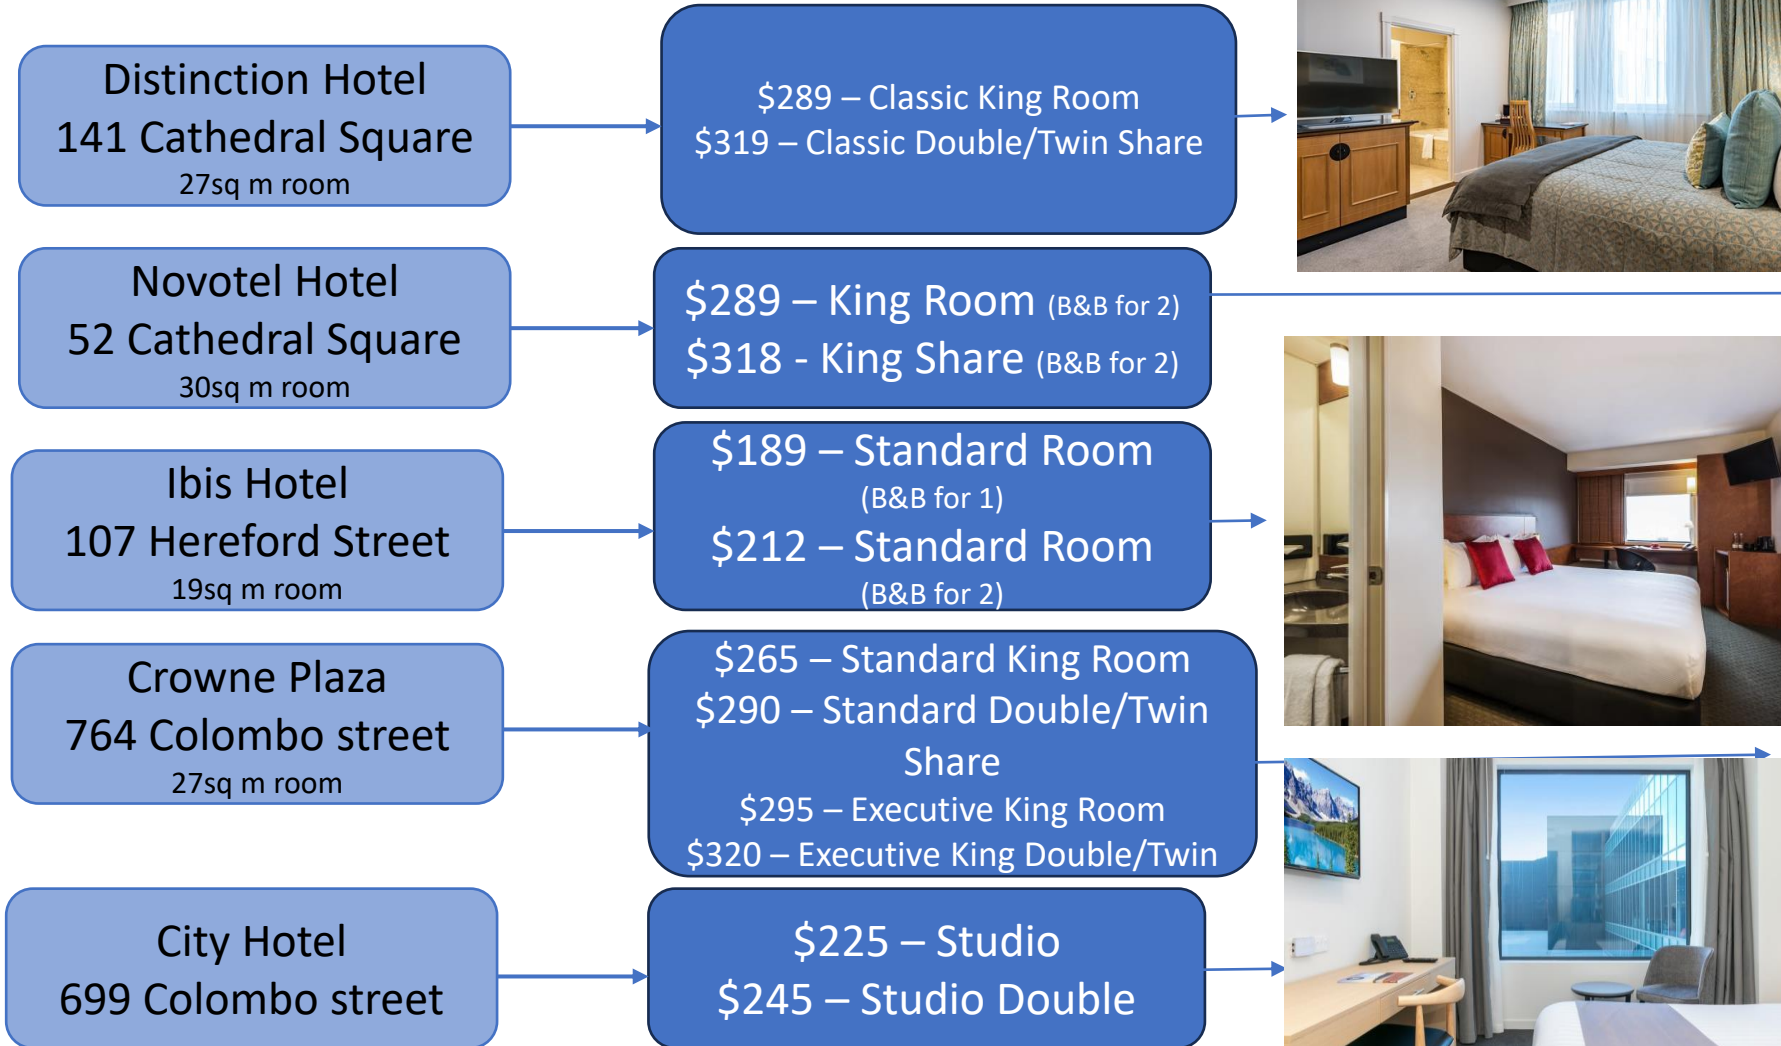 Distinction Hotel
141 Cathedral Square
27sq m room
$289 – Classic King Room
$319 – Classic Double/Twin Share
Novotel Hotel
52 Cathedral Square
30sq m room
$289 – King Room (B&B for 2)
$318 - King Share (B&B for 2)
Ibis Hotel
107 Hereford Street
19sq m room
$189 – Standard Room
(B&B for 1)
$212 – Standard Room
(B&B for 2)
Crowne Plaza
764 Colombo street
27sq m room
$265 – Standard King Room
$290 – Standard Double/Twin
Share
$295 – Executive King Room
$320 – Executive King Double/Twin
City Hotel
699 Colombo street
$225 – Studio
$245 – Studio Double